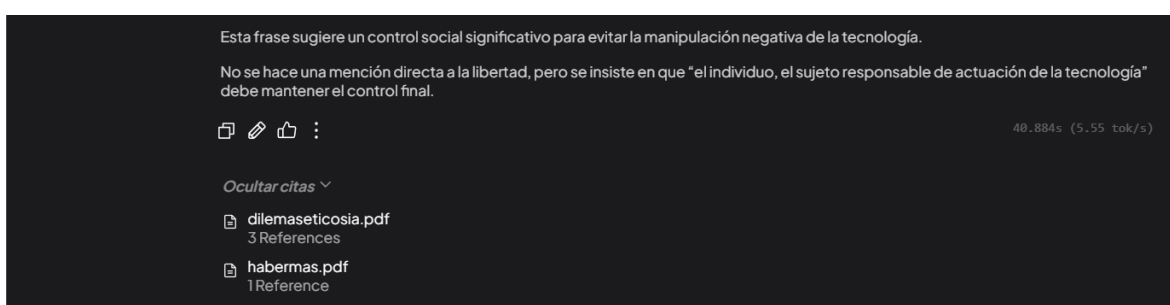 Esta frase sugiere un control social significativo para evitar la manipulación negativa de la tecnología.
No se hace una mención directa a la libertad, pero se insiste en que “el individuo, el sujeto responsable de actuación de la tecnología”
debe mantener el control final.
40.884s (5.55 tok/s)
Ocultar citas
dilemaseticosia.pdf
3 References
habermas.pdf
1 Reference